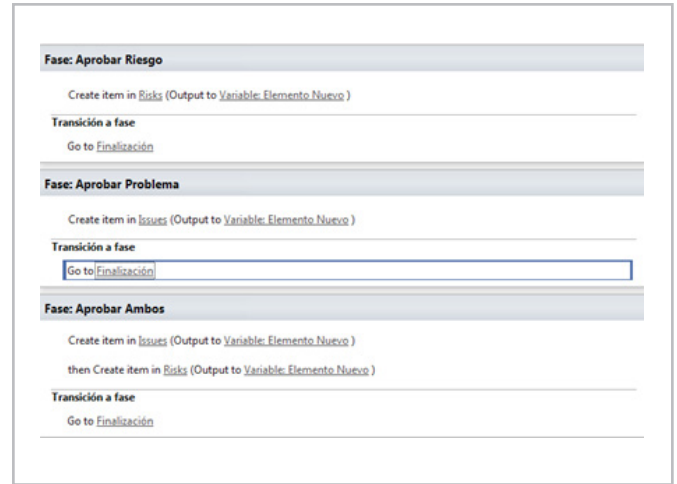 Fase: Aprobar Riesgo
Create item in Risks (Output to Variable: Elemento Nuevo )
Transición a fase
Go to Finalización
Fase: Aprobar Problema
Create item in Issues (Output to Variable: Elemento Nuevo )
Transición a fase
Go to Finalización
Fase: Aprobar Ambos
Create item in Issues (Output to Variable: Elemento Nuevo )
then Create item in Risks (Output to Variable: Elemento Nuevo )
Transición a fase
Go to Finalización